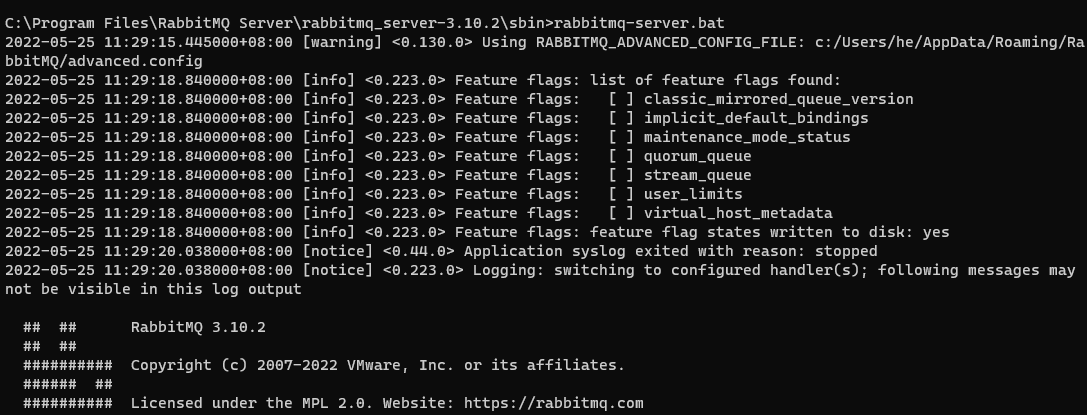 C:\Program Files\RabbitMQ Server\rabbitmq_server-3.10.2\sbin>rabbitmq-server.bat
2022-05-25 11:29:15.445000+08:00 [warning] <0.130.0> Using RABBITMQ_ADVANCED_CONFIG_FILE: c:/Users/he/AppData/Roaming/Ra
bbitMQ/advanced.config
2022-05-25 11:29:18.840000+08:00 [info] <0.223.0> Feature flags: list of feature flags found:
2022-05-25 11:29:18.840000+08:00 [info] <0.223.0> Feature flags:   [ ] classic_mirrored_queue_version
2022-05-25 11:29:18.840000+08:00 [info] <0.223.0> Feature flags:   [ ] implicit_default_bindings
2022-05-25 11:29:18.840000+08:00 [info] <0.223.0> Feature flags:   [ ] maintenance_mode_status
2022-05-25 11:29:18.840000+08:00 [info] <0.223.0> Feature flags:   [ ] quorum_queue
2022-05-25 11:29:18.840000+08:00 [info] <0.223.0> Feature flags:   [ ] stream_queue
2022-05-25 11:29:18.840000+08:00 [info] <0.223.0> Feature flags:   [ ] user_limits
2022-05-25 11:29:18.840000+08:00 [info] <0.223.0> Feature flags:   [ ] virtual_host_metadata
2022-05-25 11:29:18.840000+08:00 [info] <0.223.0> Feature flags: feature flag states written to disk: yes
2022-05-25 11:29:20.038000+08:00 [notice] <0.44.0> Application syslog exited with reason: stopped
2022-05-25 11:29:20.038000+08:00 [notice] <0.223.0> Logging: switching to configured handler(s); following messages may
not be visible in this log output
  ##  ##      RabbitMQ 3.10.2
  ##  ##
  ##########  Copyright (c) 2007-2022 VMware, Inc. or its affiliates.
  ######  ##
  ##########  Licensed under the MPL 2.0. Website: https://rabbitmq.com